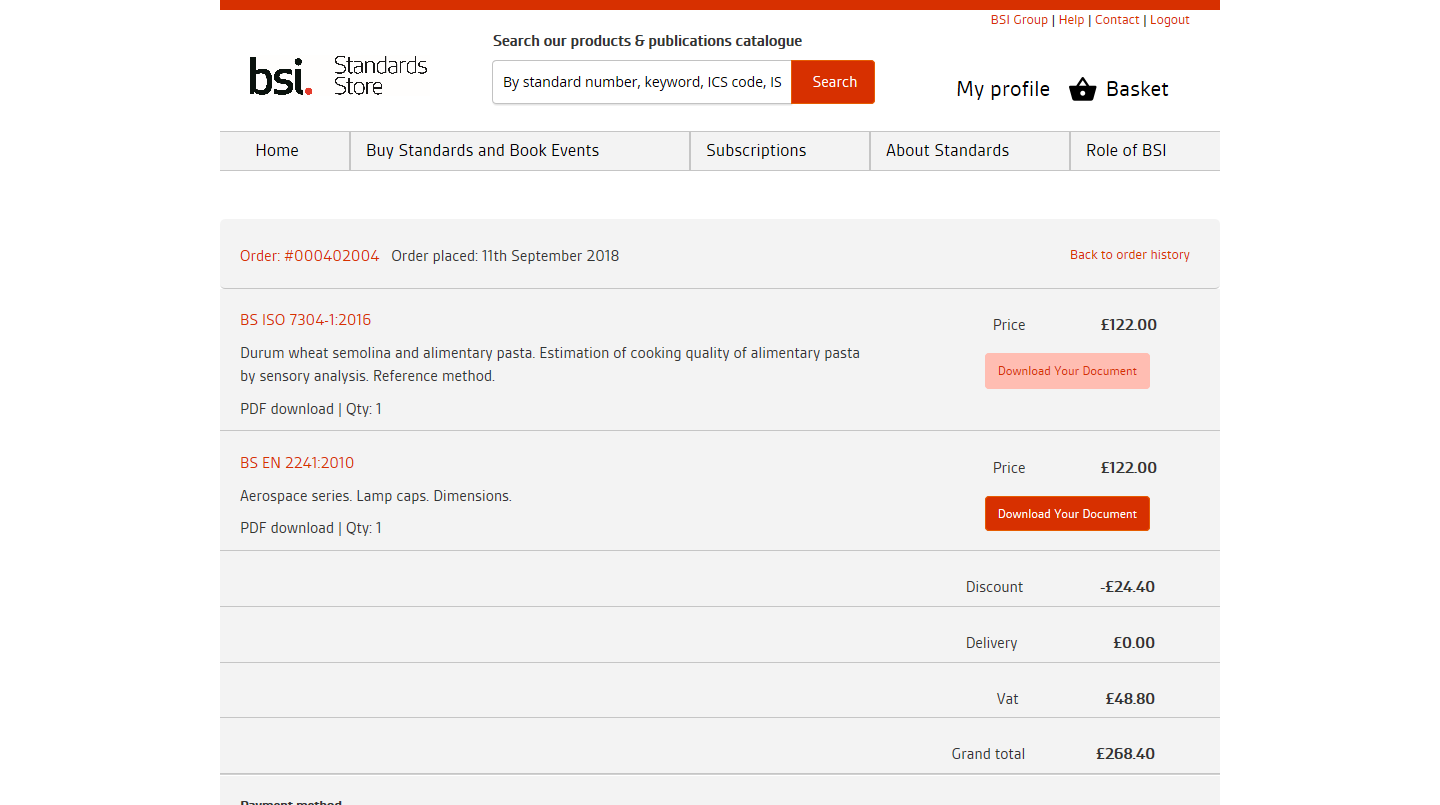 BSI Group | Help | Contact | Logout
Search our products & publications catalogue
bsi. Standards Store
By standard number, keyword, ICS code, IS
Search
My profile
Basket
Home
Buy Standards and Book Events
Subscriptions
About Standards
Role of BSI
Order: #000402004 Order placed: 11th September 2018
Back to order history
BS ISO 7304-1:2016
Price £122.00
Durum wheat semolina and alimentary pasta. Estimation of cooking quality of alimentary pasta
by sensory analysis. Reference method.
Download Your Document
PDF download | Qty: 1
BS EN 2241:2010
Price £122.00
Aerospace series. Lamp caps. Dimensions.
Download Your Document
PDF download | Qty: 1
Discount -£24.40
Delivery £0.00
Vat £48.80
Grand total £268.40
Payment method